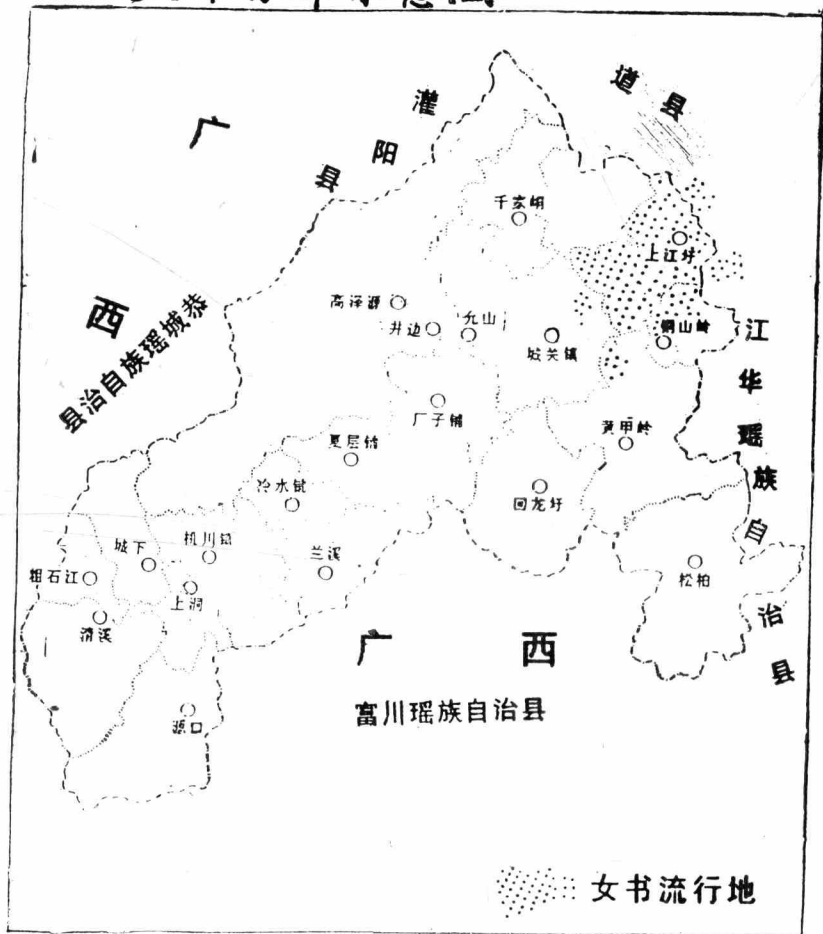 道县
灌阳县
广西
千家峒
上江圩
高泽源
井边
允山
城关镇
铜山岭
恭城瑶族自治县
江华瑶族自治县
厂子铺
黄甲岭
夏层铺
冷水铺
回龙圩
桃川镇
城下
兰溪
粗石江
上洞
松柏
清溪
广西
富川瑶族自治县
源口
女书流行地